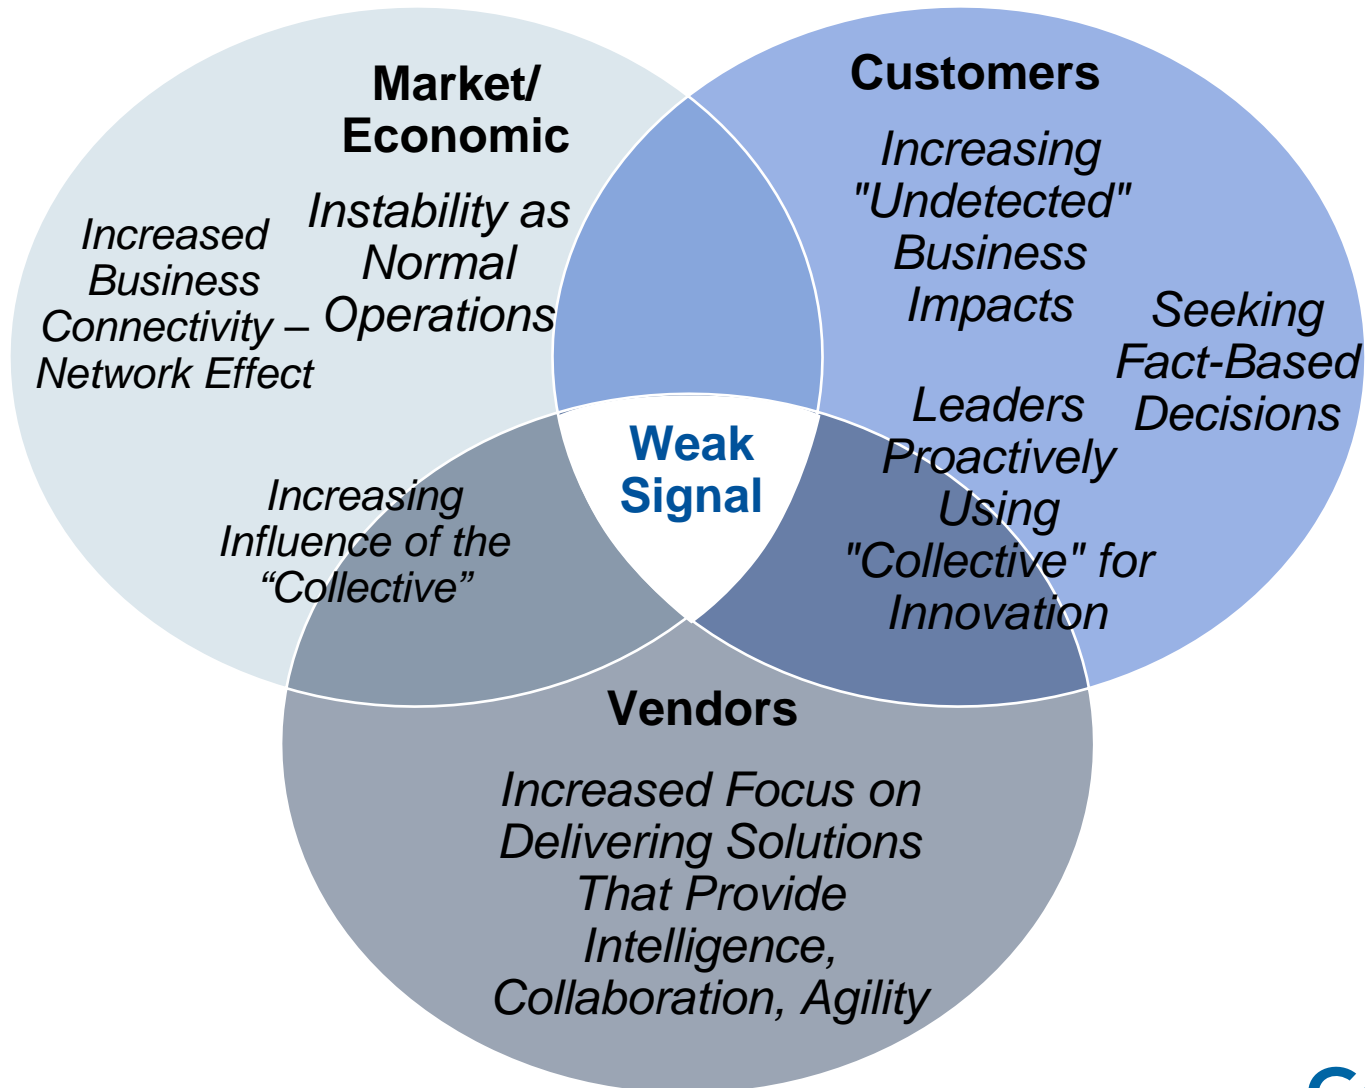 Market/
Economic
Instability as
Normal
Operations
Increased
Business
Connectivity –
Network Effect
Increasing
Influence of the
“Collective”
Customers
Increasing
"Undetected"
Business
Impacts
Seeking
Fact-Based
Decisions
Leaders
Proactively
Using
"Collective" for
Innovation
Weak
Signal
Vendors
Increased Focus on
Delivering Solutions
That Provide
Intelligence,
Collaboration, Agility